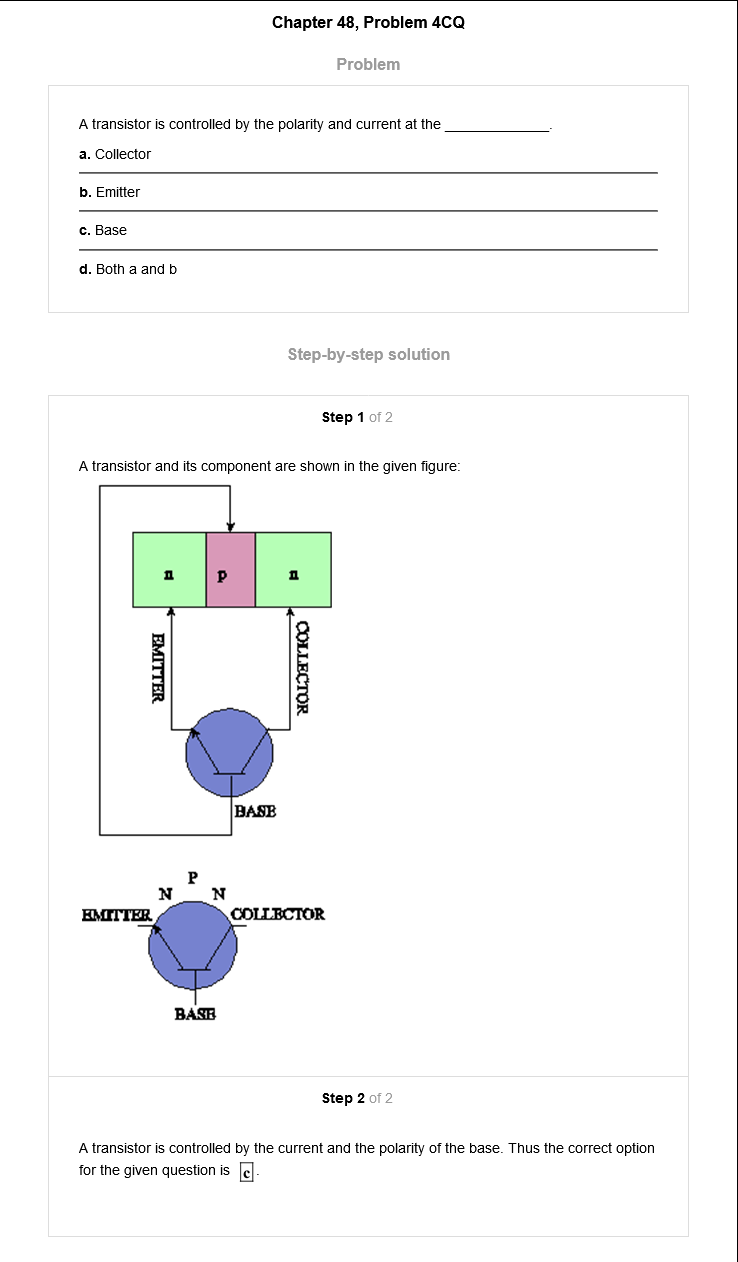 Chapter 48, Problem 4CQ
Problem
A transistor is controlled by the polarity and current at the _____________.
a. Collector
b. Emitter
c. Base
d. Both a and b
Step-by-step solution
Step 1 of 2
A transistor and its component are shown in the given figure:
n p n
EMITTER
COLLECTOR
BASE
P
N N
EMITTER COLLECTOR
BASE
Step 2 of 2
A transistor is controlled by the current and the polarity of the base. Thus the correct option
for the given question is c.